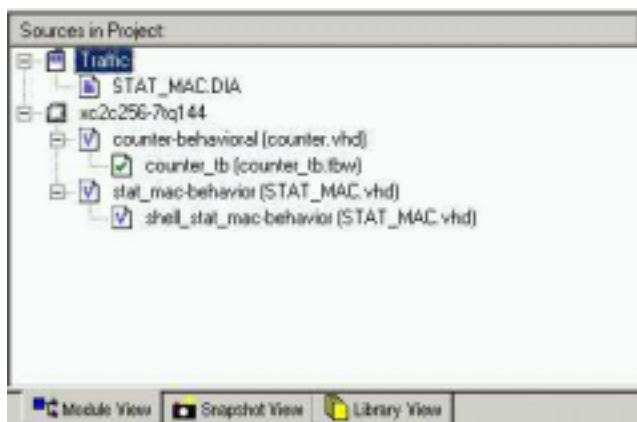 Sources in Project:
Traffic
STAT_MAC.DIA
xc2c256-7tq144
counter-behavioral (counter.vhd)
counter_tb (counter_tb.tbw)
stat_mac-behavior (STAT_MAC.vhd)
shell_stat_mac-behavior (STAT_MAC.vhd)
Module View Snapshot View Library View